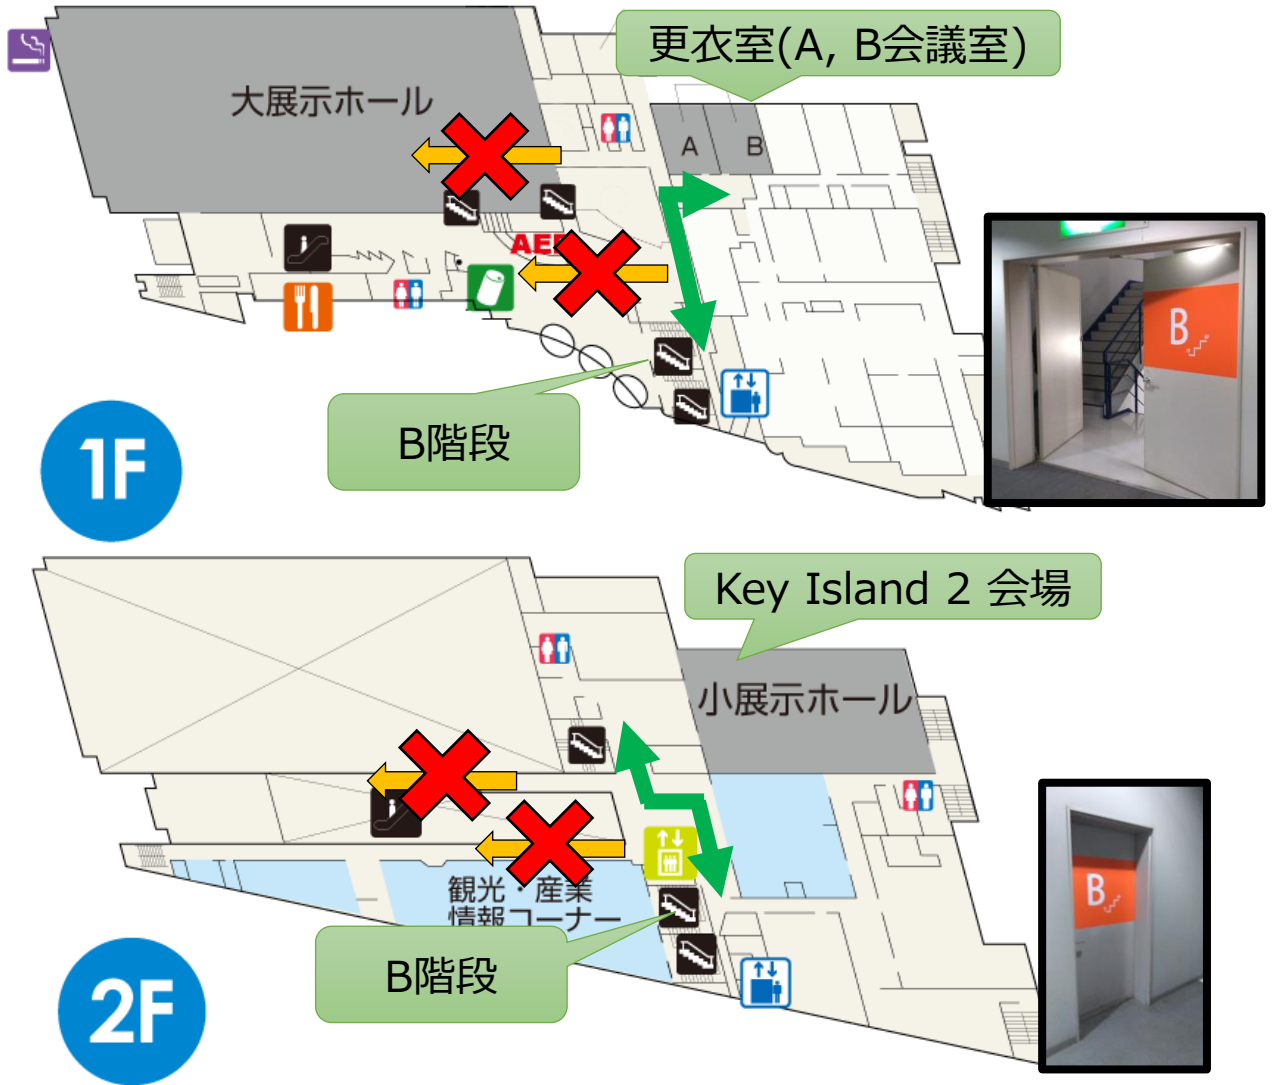 更衣室(A, B会議室)
大展示ホール
A
B
B
B階段
1F
Key Island 2 会場
小展示ホール
観光・産業
情報コーナー
B
B階段
2F